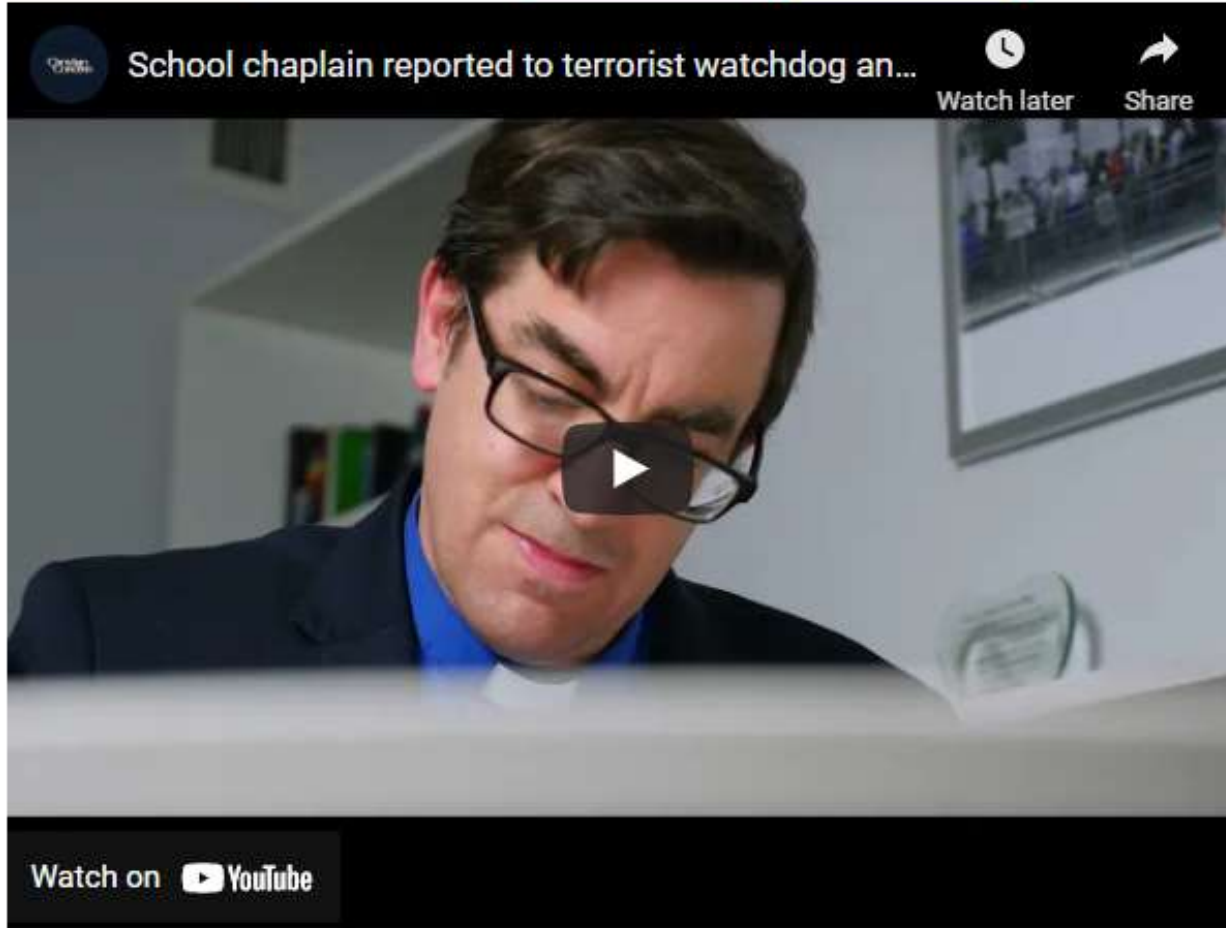 School chaplain reported to terrorist watchdog an...
Watch later
Share
Watch on YouTube